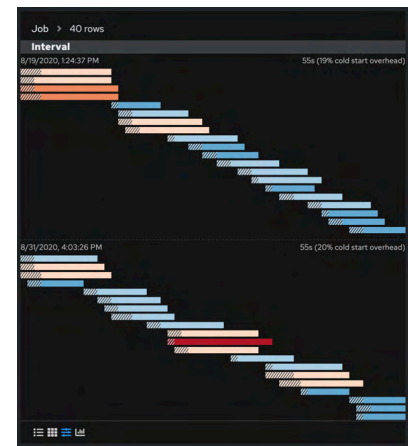 Job > 40 rows
Interval
8/19/2020, 1:24:37 PM 55s (19% cold start overhead)
8/31/2020, 4:03:26 PM 55s (20% cold start overhead)